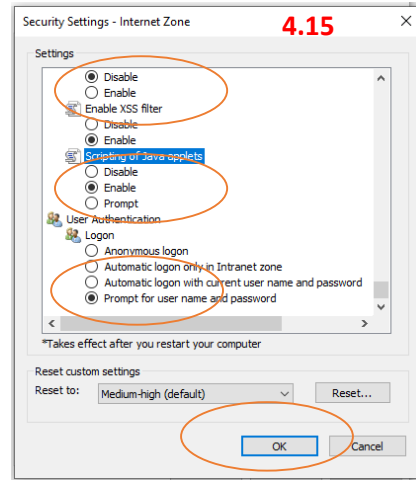 Security Settings - Internet Zone
4.15
Settings
Disable
Enable
Enable XSS filter
Disable
Enable
Scripting of Java applets
Disable
Enable
Prompt
User Authentication
Logon
Anonymous logon
Automatic logon only in Intranet zone
Automatic logon with current user name and password
Prompt for user name and password
*Takes effect after you restart your computer
Reset custom settings
Reset to: Medium-high (default) Reset...
OK Cancel